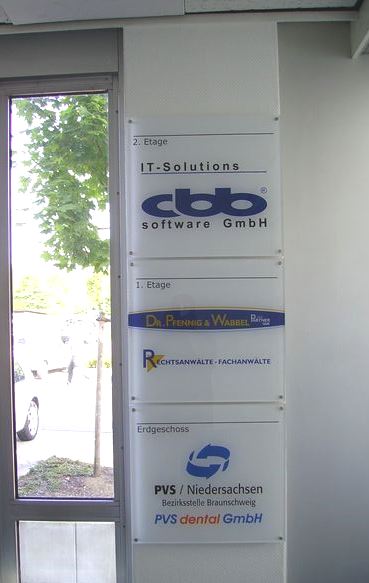 2. Etage
IT-Solutions
cbb®
software GmbH
1. Etage
DR. PFENNIG & WABBEL
RECHTSANWÄLTE - FACHANWÄLTE
Erdgeschoss
PVS / Niedersachsen
Bezirksstelle Braunschweig
PVS dental GmbH